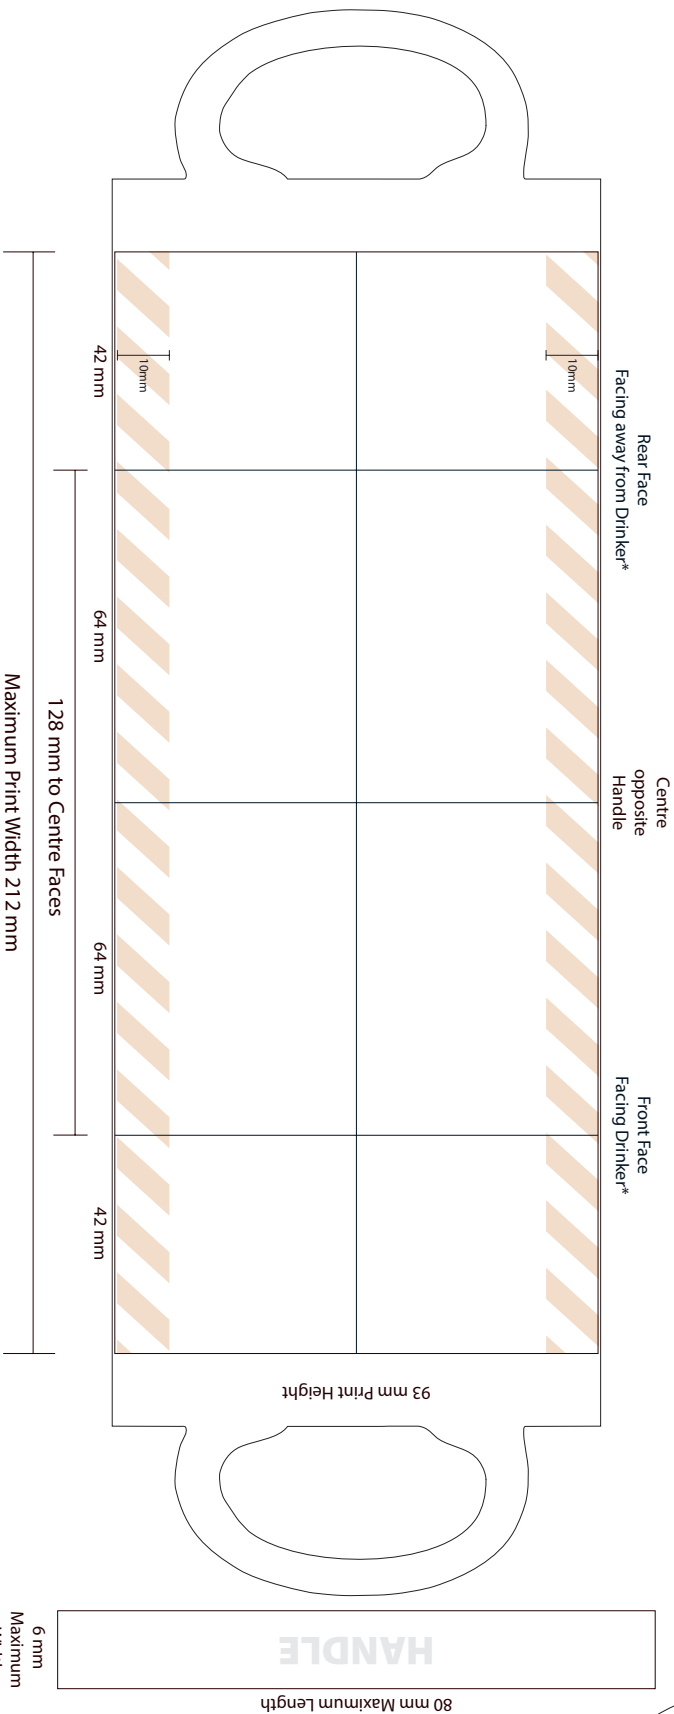 Rear Face
Facing away from Drinker*
Centre
opposite
Handle
Front Face
Facing Drinker*
10mm
10mm
42 mm
64 mm
64 mm
42 mm
128 mm to Centre Faces
Maximum Print Width 212 mm
93 mm Print Height
HANDLE
80 mm Maximum Length
6 mm
Maximum